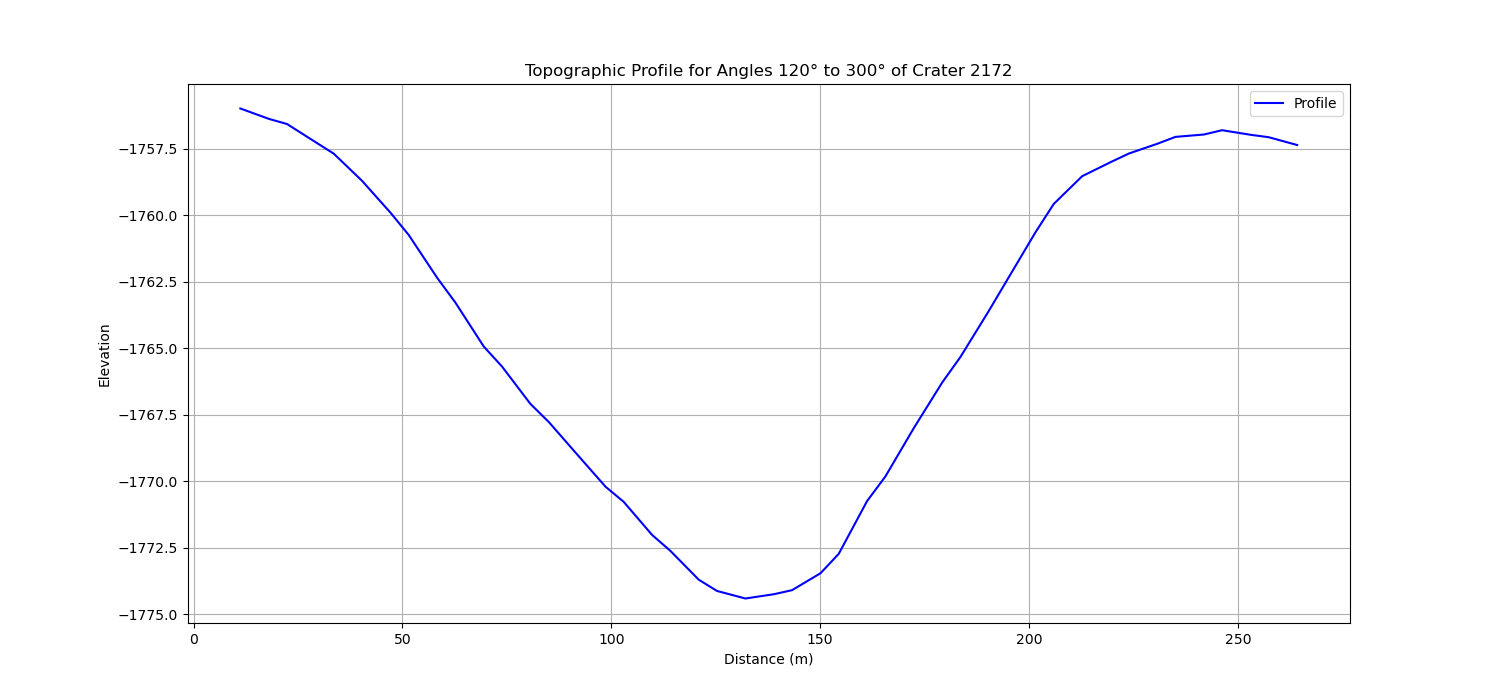 Topographic Profile for Angles 120° to 300° of Crater 2172
Profile
−1757.5
−1760.0
−1762.5
−1765.0
−1767.5
−1770.0
−1772.5
−1775.0
Elevation
0 50 100 150 200 250
Distance (m)